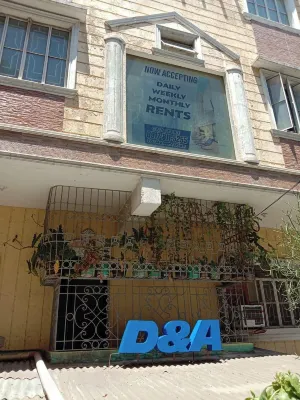 NOW ACCEPTING
DAILY
WEEKLY
MONTHLY
RENTS
D&A